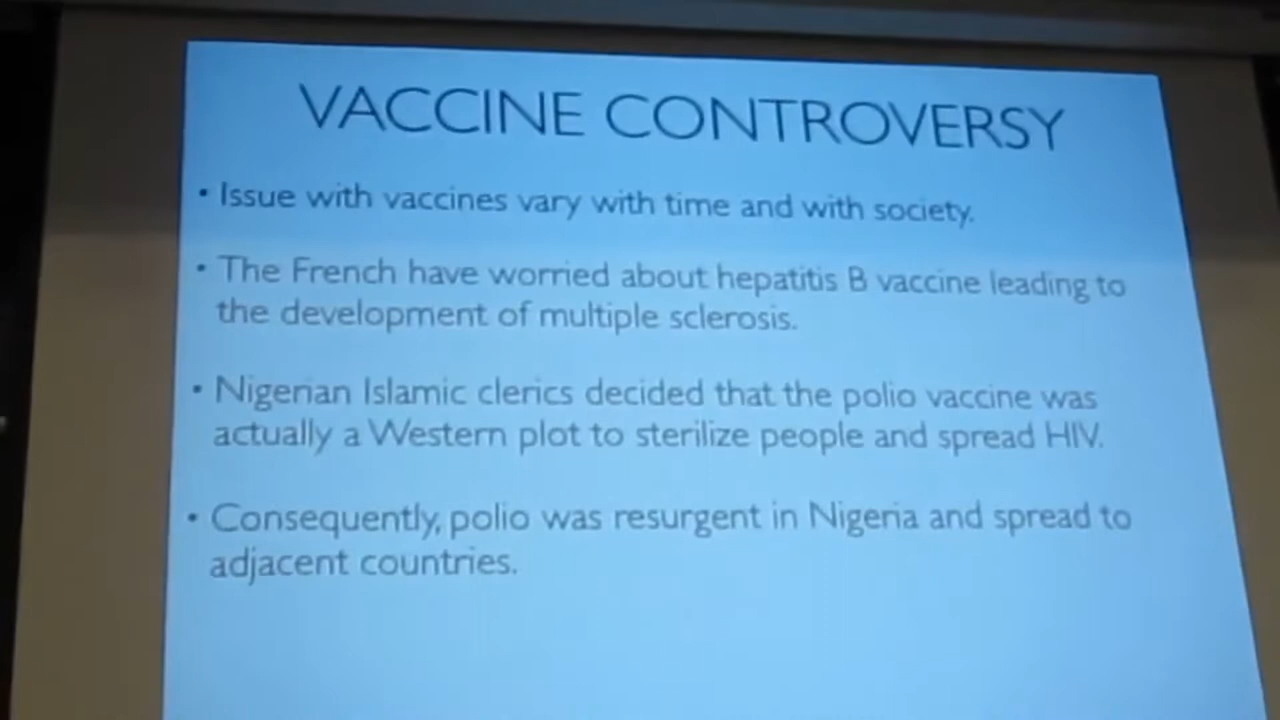 VACCINE CONTROVERSY
• Issue with vaccines vary with time and with society.
• The French have worried about hepatitis B vaccine leading to
the development of multiple sclerosis.
• Nigerian Islamic clerics decided that the polio vaccine was
actually a Western plot to sterilize people and spread HIV.
• Consequently, polio was resurgent in Nigeria and spread to
adjacent countries.